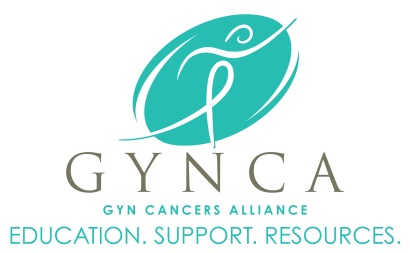 GYNCA
GYN CANCERS ALLIANCE
EDUCATION. SUPPORT. RESOURCES.